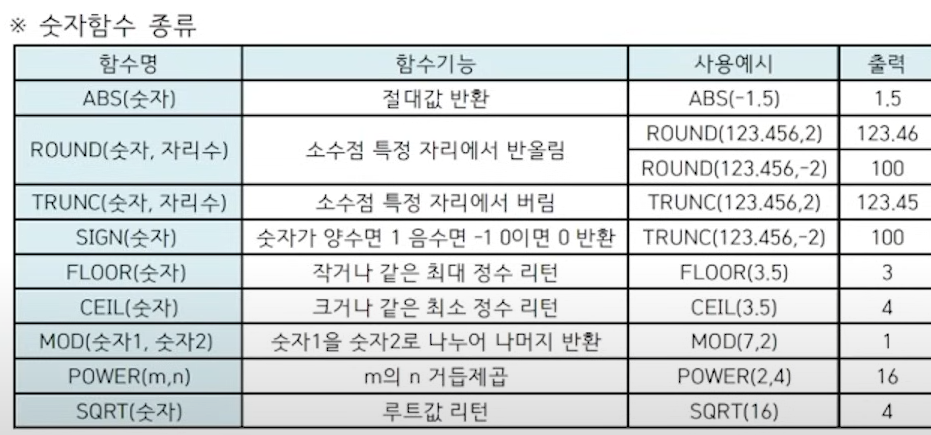 ※ 숫자함수 종류
함수명 함수기능 사용예시 출력
ABS(숫자) 절대값 반환 ABS(-1.5) 1.5
ROUND(숫자, 자리수) 소수점 특정 자리에서 반올림 ROUND(123.456,2) 123.46
ROUND(123.456,-2) 100
TRUNC(숫자, 자리수) 소수점 특정 자리에서 버림 TRUNC(123.456,2) 123.45
SIGN(숫자) 숫자가 양수면 1 음수면 -1 0이면 0 반환 TRUNC(123.456,-2) 100
FLOOR(숫자) 작거나 같은 최대 정수 리턴 FLOOR(3.5) 3
CEIL(숫자) 크거나 같은 최소 정수 리턴 CEIL(3.5) 4
MOD(숫자1, 숫자2) 숫자1을 숫자2로 나누어 나머지 반환 MOD(7,2) 1
POWER(m,n) m의 n 거듭제곱 POWER(2,4) 16
SQRT(숫자) 루트값 리턴 SQRT(16) 4